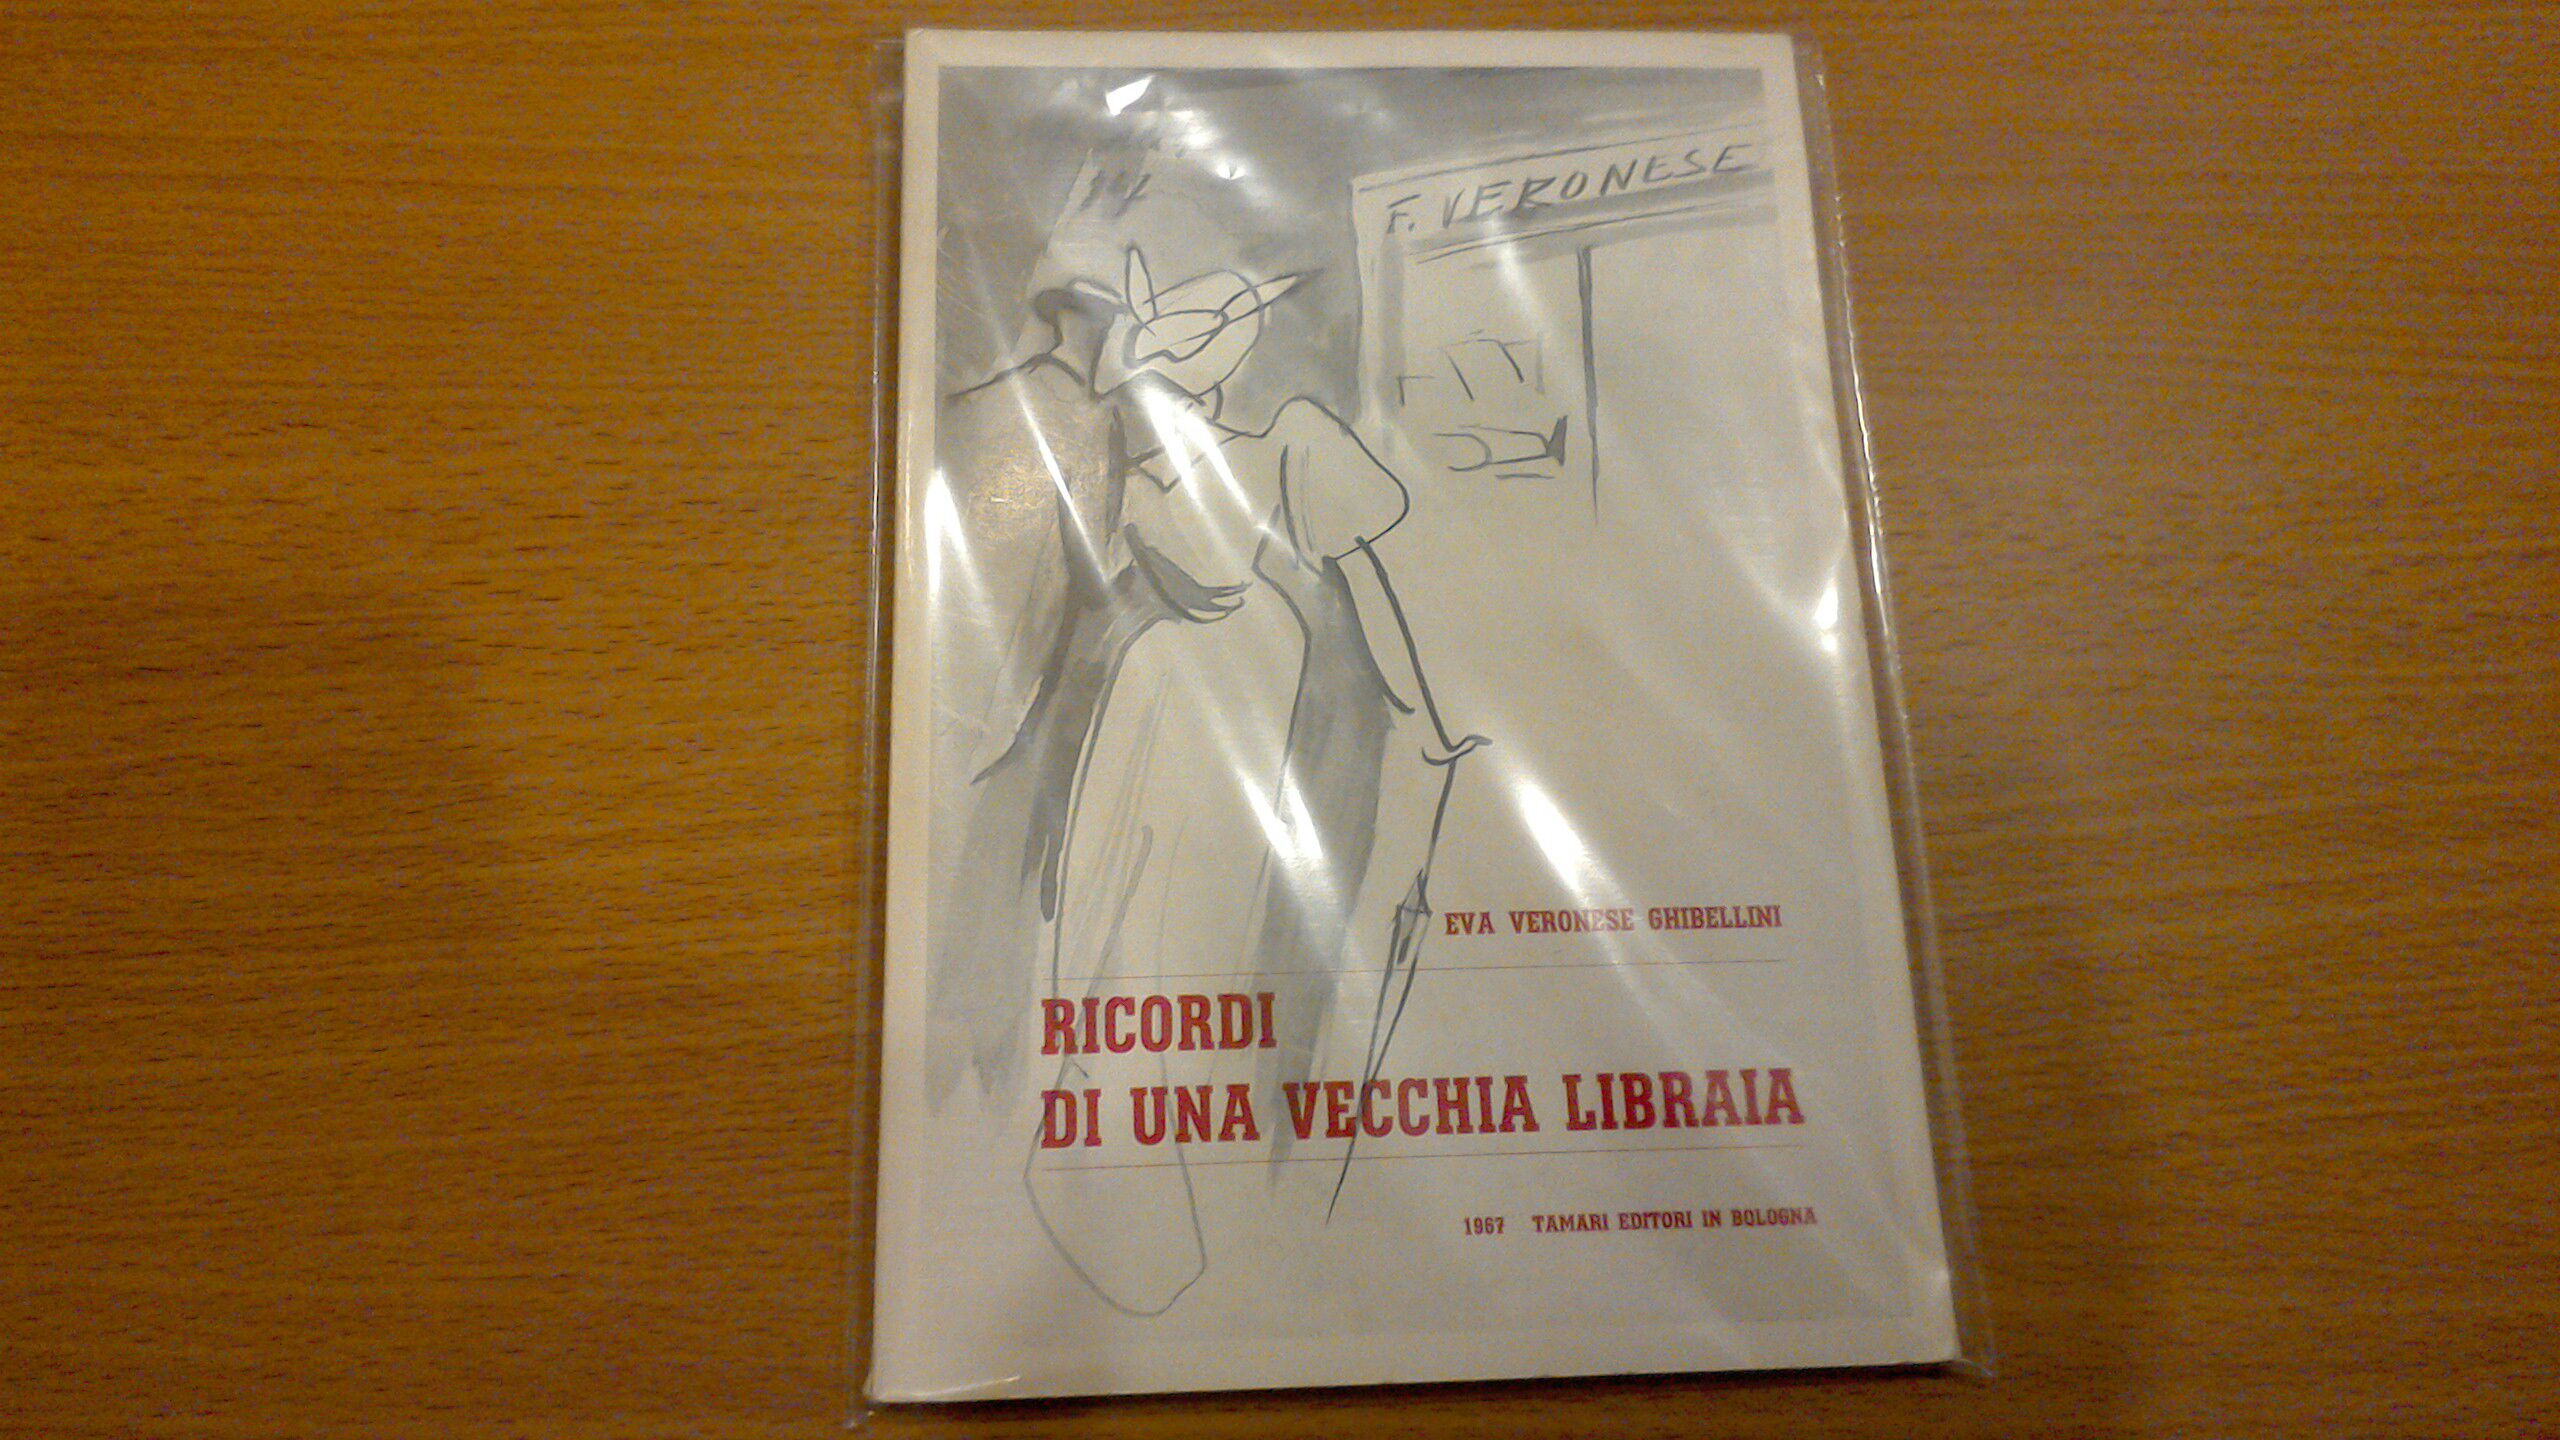 F. VERONESE
EVA VERONESE GHIBELLINI
RICORDI
DI UNA VECCHIA LIBRAIA
1967 TAMARI EDITORI IN BOLOGNA